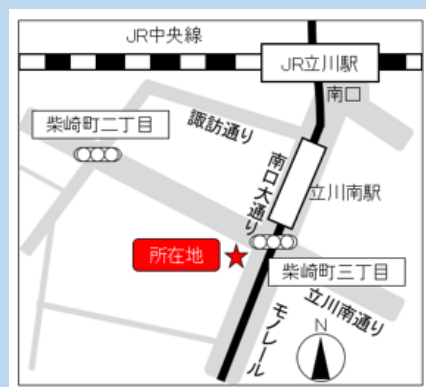 JR中央線
JR立川駅
南口
柴崎町二丁目
諏訪通り
南口大通り
立川南駅
所在地
柴崎町三丁目
立川南通り
モノレール
N